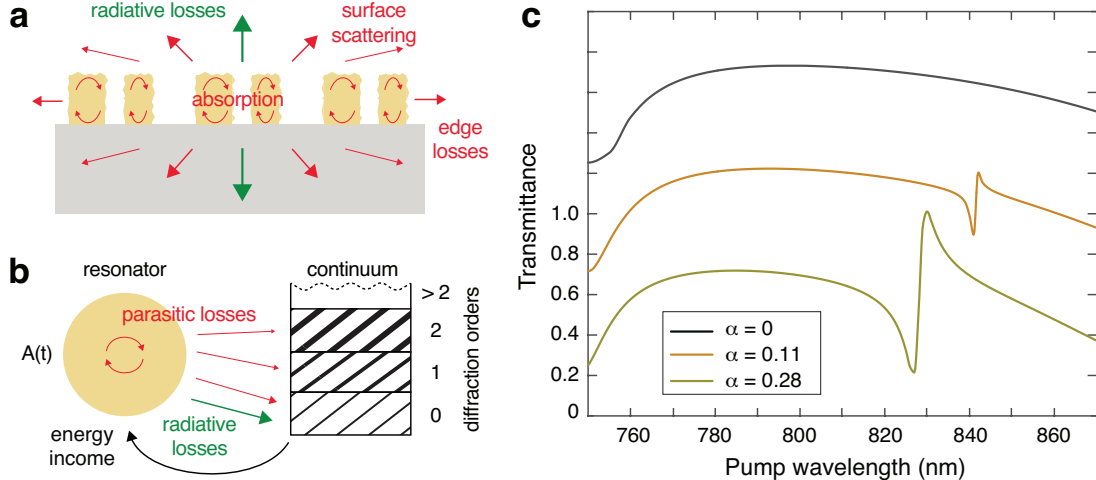 a
radiative losses
surface
scattering
absorption
edge
losses
b
resonator
continuum
parasitic losses
A(t)
> 2
2
1
0
diffraction orders
radiative
losses
energy
income
c
Transmittance
1.0
0.8
0.6
0.4
0.2
0
α = 0
α = 0.11
α = 0.28
760 780 800 820 840 860
Pump wavelength (nm)